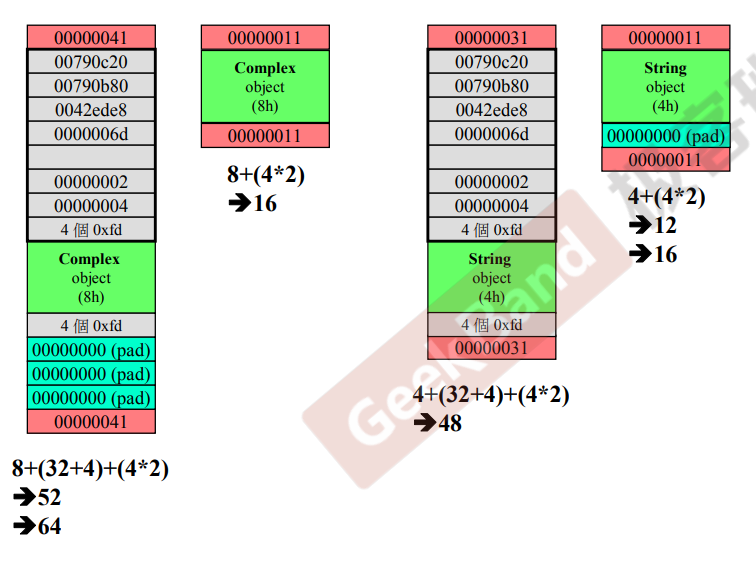 00000041
00790c20
00790b80
0042ede8
0000006d
00000002
00000004
4 個 0xfd
Complex
object
(8h)
4 個 0xfd
00000000 (pad)
00000000 (pad)
00000000 (pad)
00000041
8+(32+4)+(4*2)
➔52
➔64
00000011
Complex
object
(8h)
00000011
8+(4*2)
➔16
00000031
00790c20
00790b80
0042ede8
0000006d
00000002
00000004
4 個 0xfd
String
object
(4h)
4 個 0xfd
00000031
4+(32+4)+(4*2)
➔48
00000011
String
object
(4h)
00000000 (pad)
00000011
4+(4*2)
➔12
➔16
GeekBand
极客